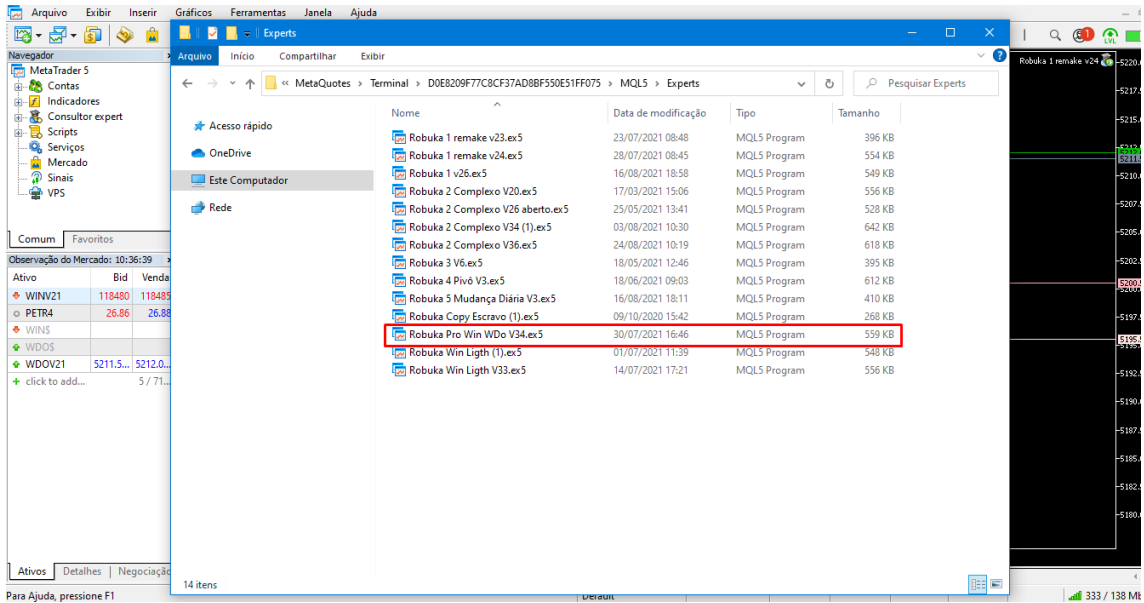 Arquivo Exibir Inserir Gráficos Ferramentas Janela Ajuda
Navegador
MetaTrader 5
Contas
Indicadores
Consultor expert
Scripts
Serviços
Mercado
Sinais
VPS
Comum Favoritos
Observação do Mercado: 10:36:39
Ativo Bid Venda
WINV21 118480 118485
PETR4 26.86 26.88
WIN$
WDO$
WDOV21 5211.5... 5212.0...
click to add... 5 / 71...
Ativos Detalhes Negociação
Para Ajuda, pressione F1
Experts
Arquivo Início Compartilhar Exibir
« MetaQuotes › Terminal › D0E8209F77C8CF37AD8BF550E51FF075 › MQL5 › Experts
Pesquisar Experts
Acesso rápido
OneDrive
Este Computador
Rede
Nome Data de modificação Tipo Tamanho
Robuka 1 remake v23.ex5 23/07/2021 08:48 MQL5 Program 396 KB
Robuka 1 remake v24.ex5 28/07/2021 08:45 MQL5 Program 554 KB
Robuka 1 v26.ex5 16/08/2021 18:58 MQL5 Program 549 KB
Robuka 2 Complexo V20.ex5 17/03/2021 15:06 MQL5 Program 556 KB
Robuka 2 Complexo V26 aberto.ex5 25/05/2021 13:41 MQL5 Program 528 KB
Robuka 2 Complexo V34 (1).ex5 03/08/2021 10:30 MQL5 Program 642 KB
Robuka 2 Complexo V36.ex5 24/08/2021 10:19 MQL5 Program 618 KB
Robuka 3 V6.ex5 18/05/2021 12:46 MQL5 Program 395 KB
Robuka 4 Pivô V3.ex5 18/06/2021 09:03 MQL5 Program 612 KB
Robuka 5 Mudança Diária V3.ex5 16/08/2021 18:11 MQL5 Program 410 KB
Robuka Copy Escravo (1).ex5 09/10/2020 15:42 MQL5 Program 268 KB
Robuka Pro Win WDo V34.ex5 30/07/2021 16:46 MQL5 Program 559 KB
Robuka Win Ligth (1).ex5 01/07/2021 11:39 MQL5 Program 548 KB
Robuka Win Ligth V33.ex5 14/07/2021 17:21 MQL5 Program 556 KB
14 itens
Default
LVL
Robuka 1 remake v24
333 / 138 Mb